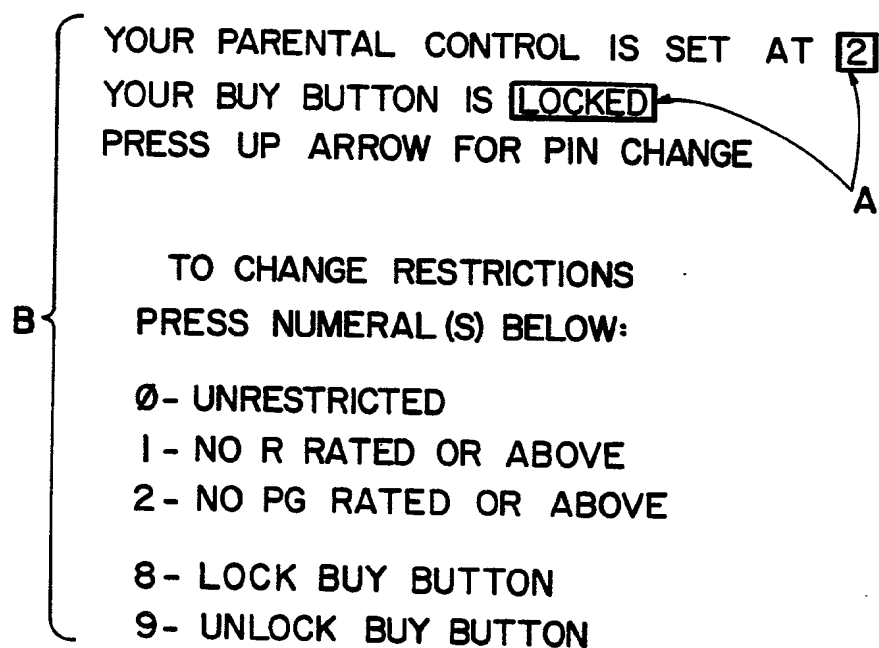 YOUR PARENTAL CONTROL IS SET AT 2
YOUR BUY BUTTON IS LOCKED
PRESS UP ARROW FOR PIN CHANGE
A
TO CHANGE RESTRICTIONS
B
PRESS NUMERAL(S) BELOW:
Ø- UNRESTRICTED
1- NO R RATED OR ABOVE
2- NO PG RATED OR ABOVE
8- LOCK BUY BUTTON
9- UNLOCK BUY BUTTON